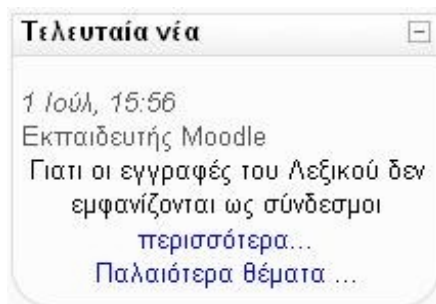 Τελευταία νέα
1 Ιούλ, 15:56
Εκπαιδευτής Moodle
Γιατι οι εγγραφές του Λεξικού δεν
εμφανίζονται ως σύνδεσμοι
περισσότερα...
Παλαιότερα θέματα ...